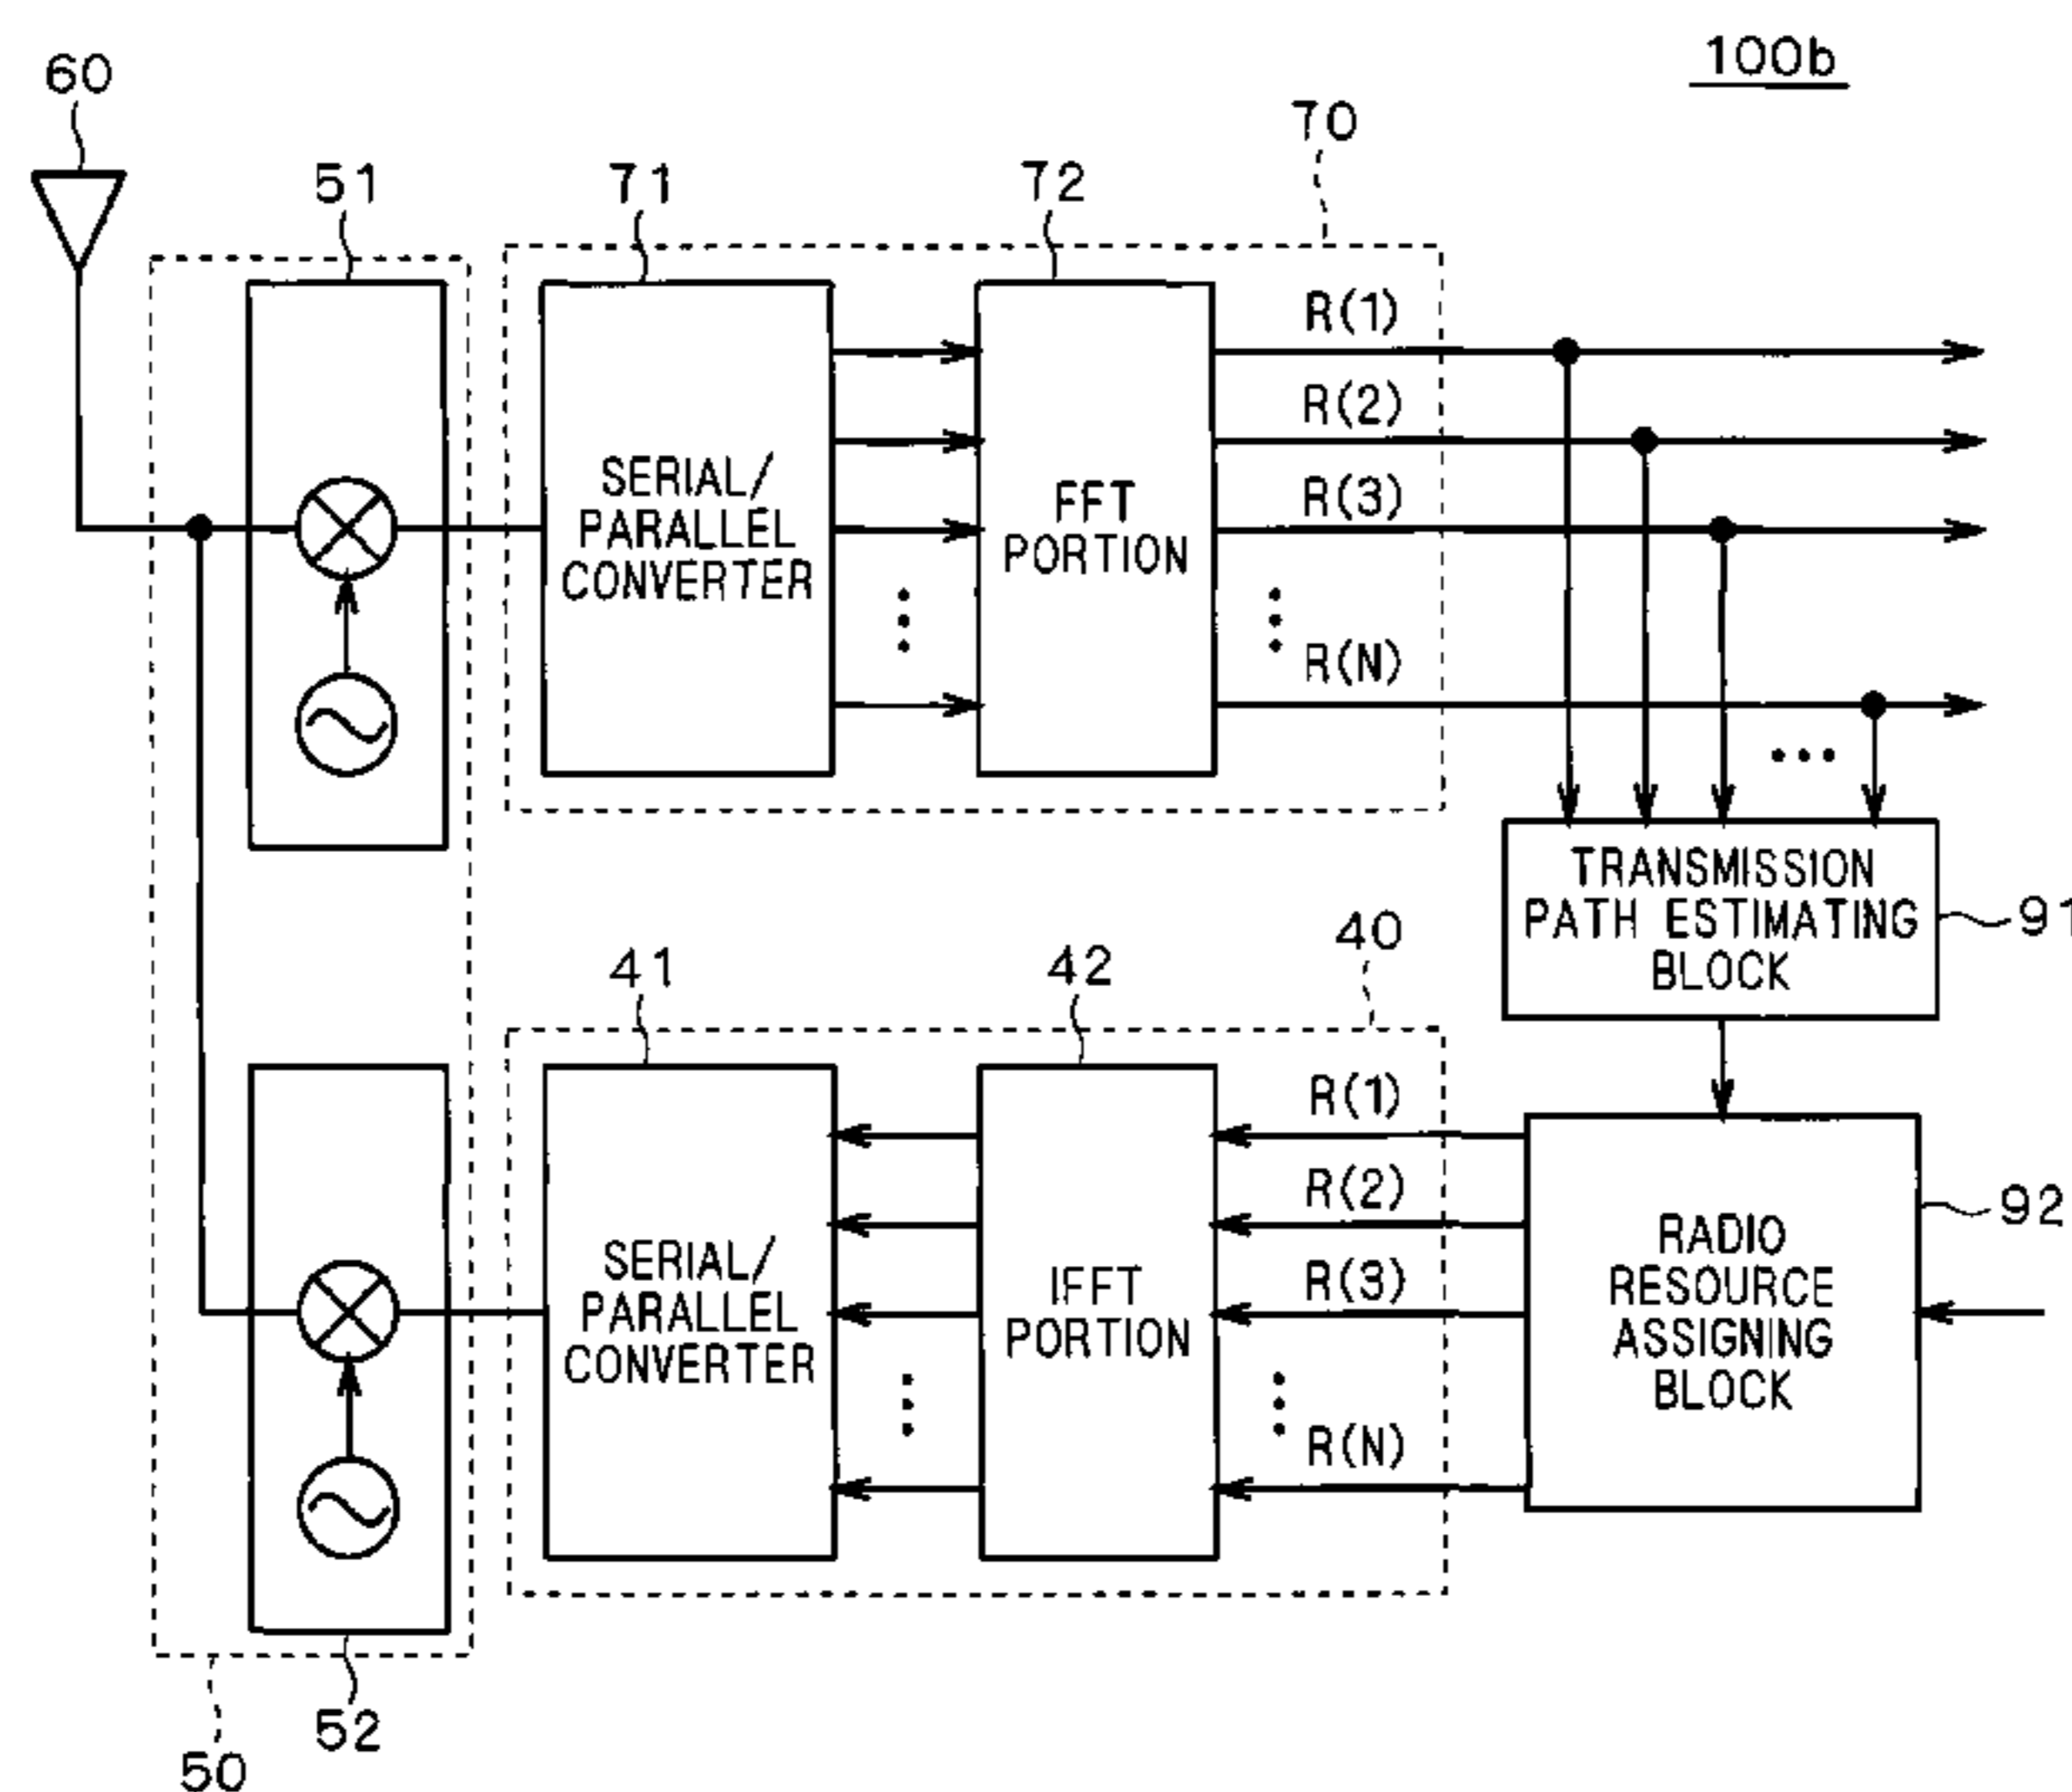 100b
60
70
51
71
72
R(1)
R(2)
R(3)
R(N)
SERIAL/
PARALLEL
CONVERTER
FFT
PORTION
TRANSMISSION
PATH ESTIMATING
BLOCK
91
40
41
42
R(1)
R(2)
R(3)
R(N)
SERIAL/
PARALLEL
CONVERTER
IFFT
PORTION
RADIO
RESOURCE
ASSIGNING
BLOCK
92
52
50